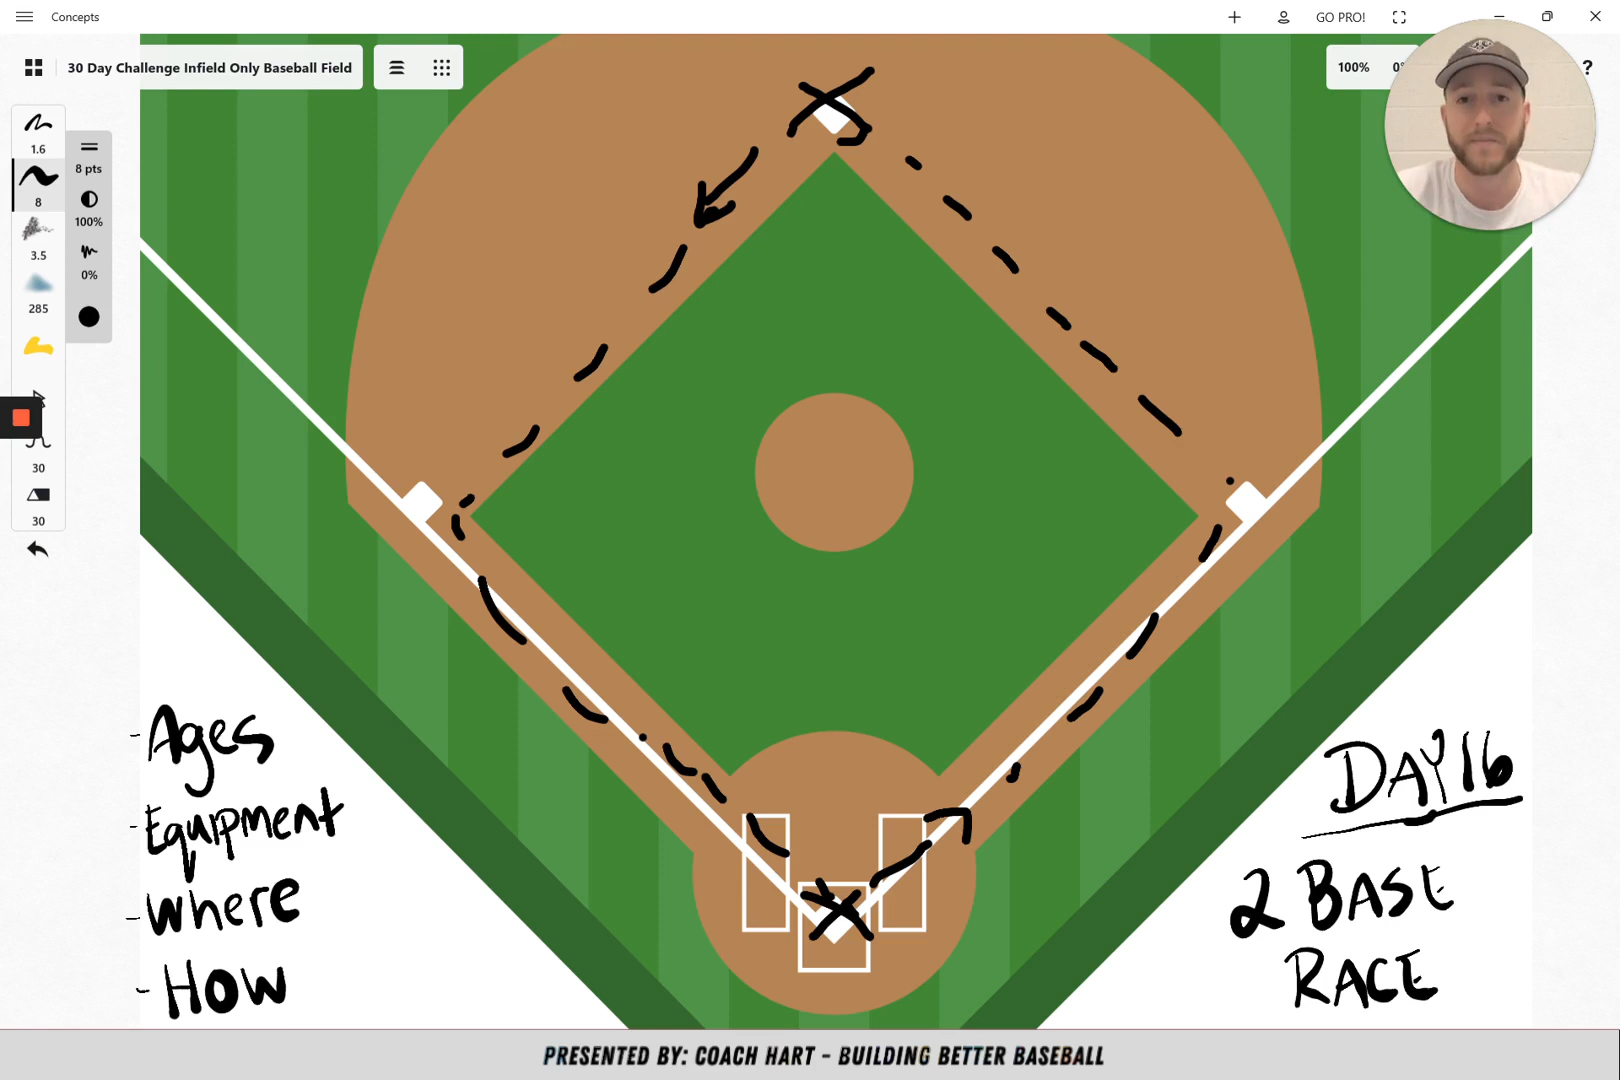 Concepts
GO PRO!
30 Day Challenge Infield Only Baseball Field
100%
0°
?
1.6
8
3.5
285
30
30
8 pts
100%
0%
- Ages
- Equipment
- Where
- How
DAY 16
2 BASE
RACE
PRESENTED BY: COACH HART - BUILDING BETTER BASEBALL